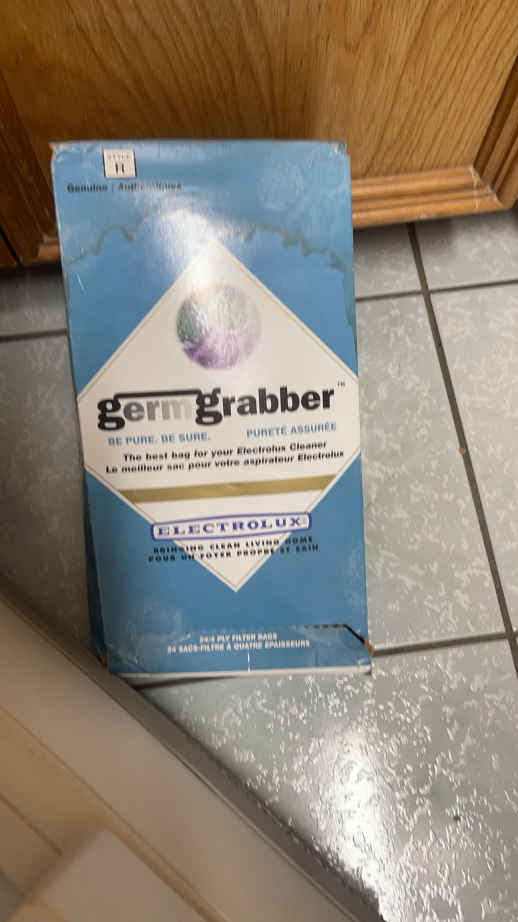 STYLE
R
Genuine / Authentiques
germgrabber™
BE PURE. BE SURE. PURETÉ ASSURÉE
The best bag for your Electrolux Cleaner
Le meilleur sac pour votre aspirateur Electrolux
ELECTROLUX
BRINGING CLEAN LIVING HOME
POUR UN FOYER PROPRE ET SAIN
24/4 PLY FILTER BAGS
24 SACS-FILTRE À QUATRE ÉPAISSEURS